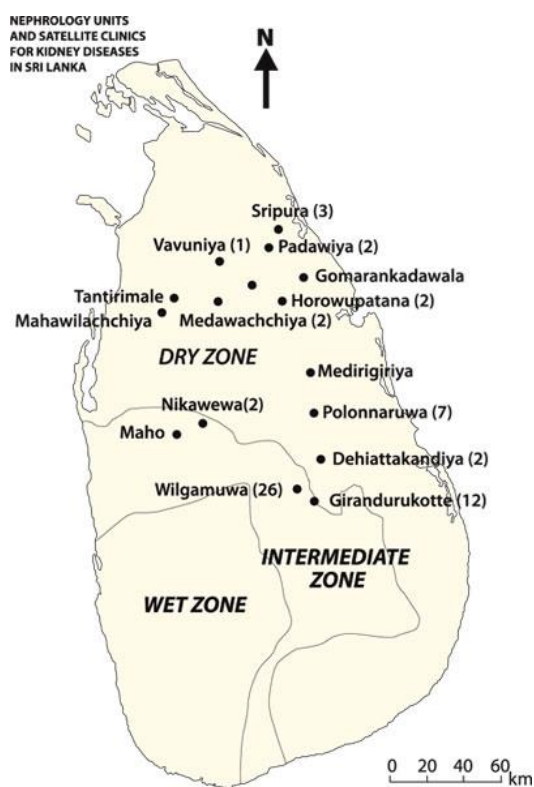 NEPHROLOGY UNITS
AND SATELLITE CLINICS
FOR KIDNEY DISEASES
IN SRI LANKA
N
Sripura (3)
Vavuniya (1)
Padawiya (2)
Gomarankadawala
Tantirimale
Horowupatana (2)
Mahawilachchiya
Medawachchiya (2)
DRY ZONE
Medirigiriya
Nikawewa(2)
Polonnaruwa (7)
Maho
Dehiattakandiya (2)
Wilgamuwa (26)
Girandurukotte (12)
INTERMEDIATE
ZONE
WET ZONE
0 20 40 60
km